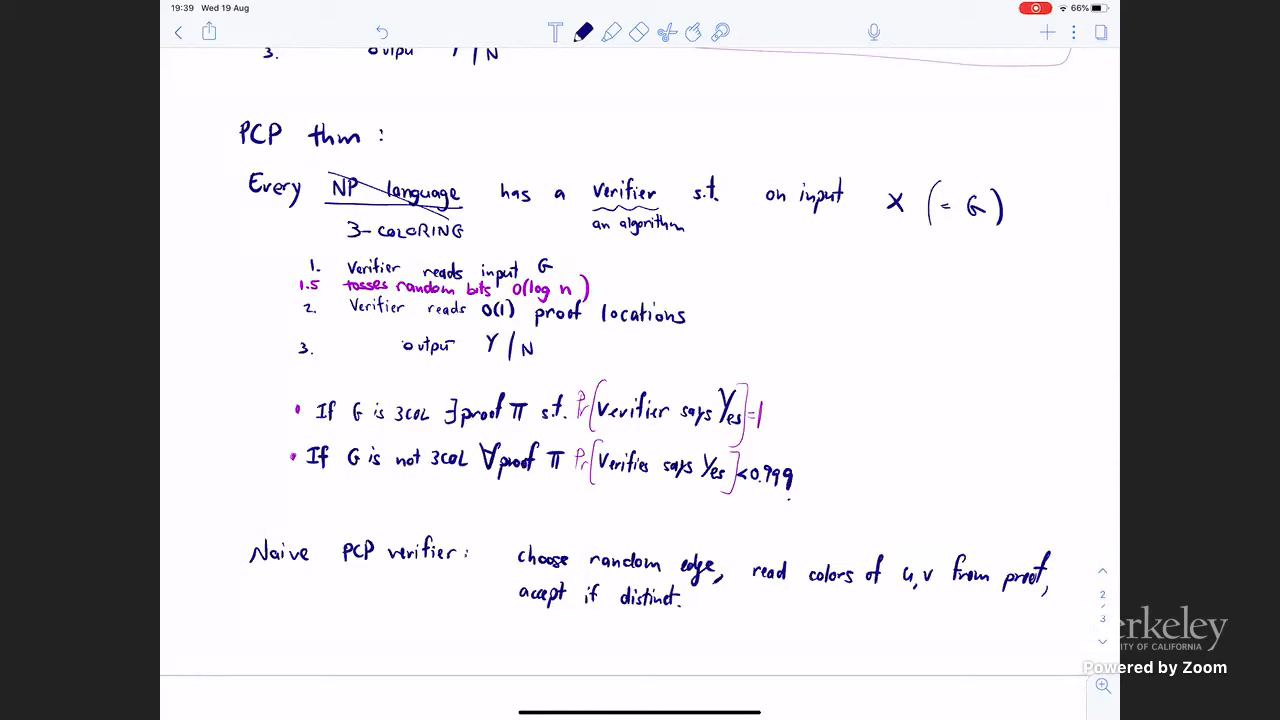 19:39 Wed 19 Aug
66%
3. output Y/N
PCP thm :
Every NP language has a verifier s.t. on input X (= G)
3-COLORING
an algorithm
1. Verifier reads input G
1.5 tosses random bits O(log n)
2. Verifier reads O(1) proof locations
3. output Y/N
• If G is 3COL ∃ proof π s.t. Pr[Verifier says Yes]=1
• If G is not 3COL ∀ proof π Pr[Verifies says Yes]<0.999
Naive PCP verifier: choose random edge, read colors of u,v from proof,
accept if distinct.
2
/
3
Berkeley
UNIVERSITY OF CALIFORNIA
Powered by Zoom